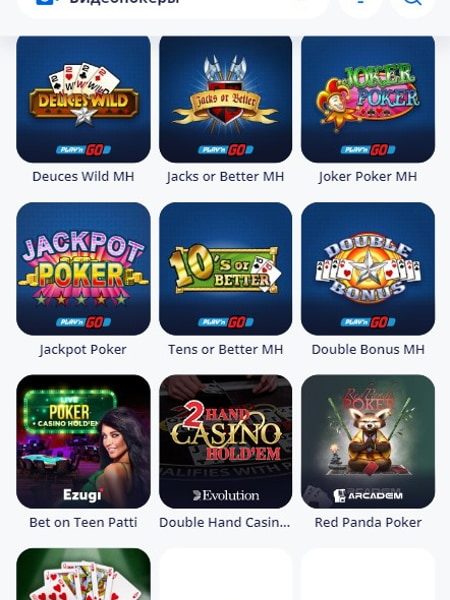 Видеопокеры
DEUCES WILD
PLAY'n GO
Jacks or Better
PLAY'n GO
JOKER
POKER
PLAY'n GO
Deuces Wild MH
Jacks or Better MH
Joker Poker MH
JACKPOT
POKER
PLAY'n GO
10's or
BETTER
PLAY'n GO
DOUBLE
BONUS
PLAY'n GO
Jackpot Poker
Tens or Better MH
Double Bonus MH
LIVE
POKER
CASINO HOLD'EM
Ezugi
2 HAND
CASINO
HOLD'EM
Evolution
Red Panda
POKER
ARCADEM
Bet on Teen Patti
Double Hand Casin...
Red Panda Poker